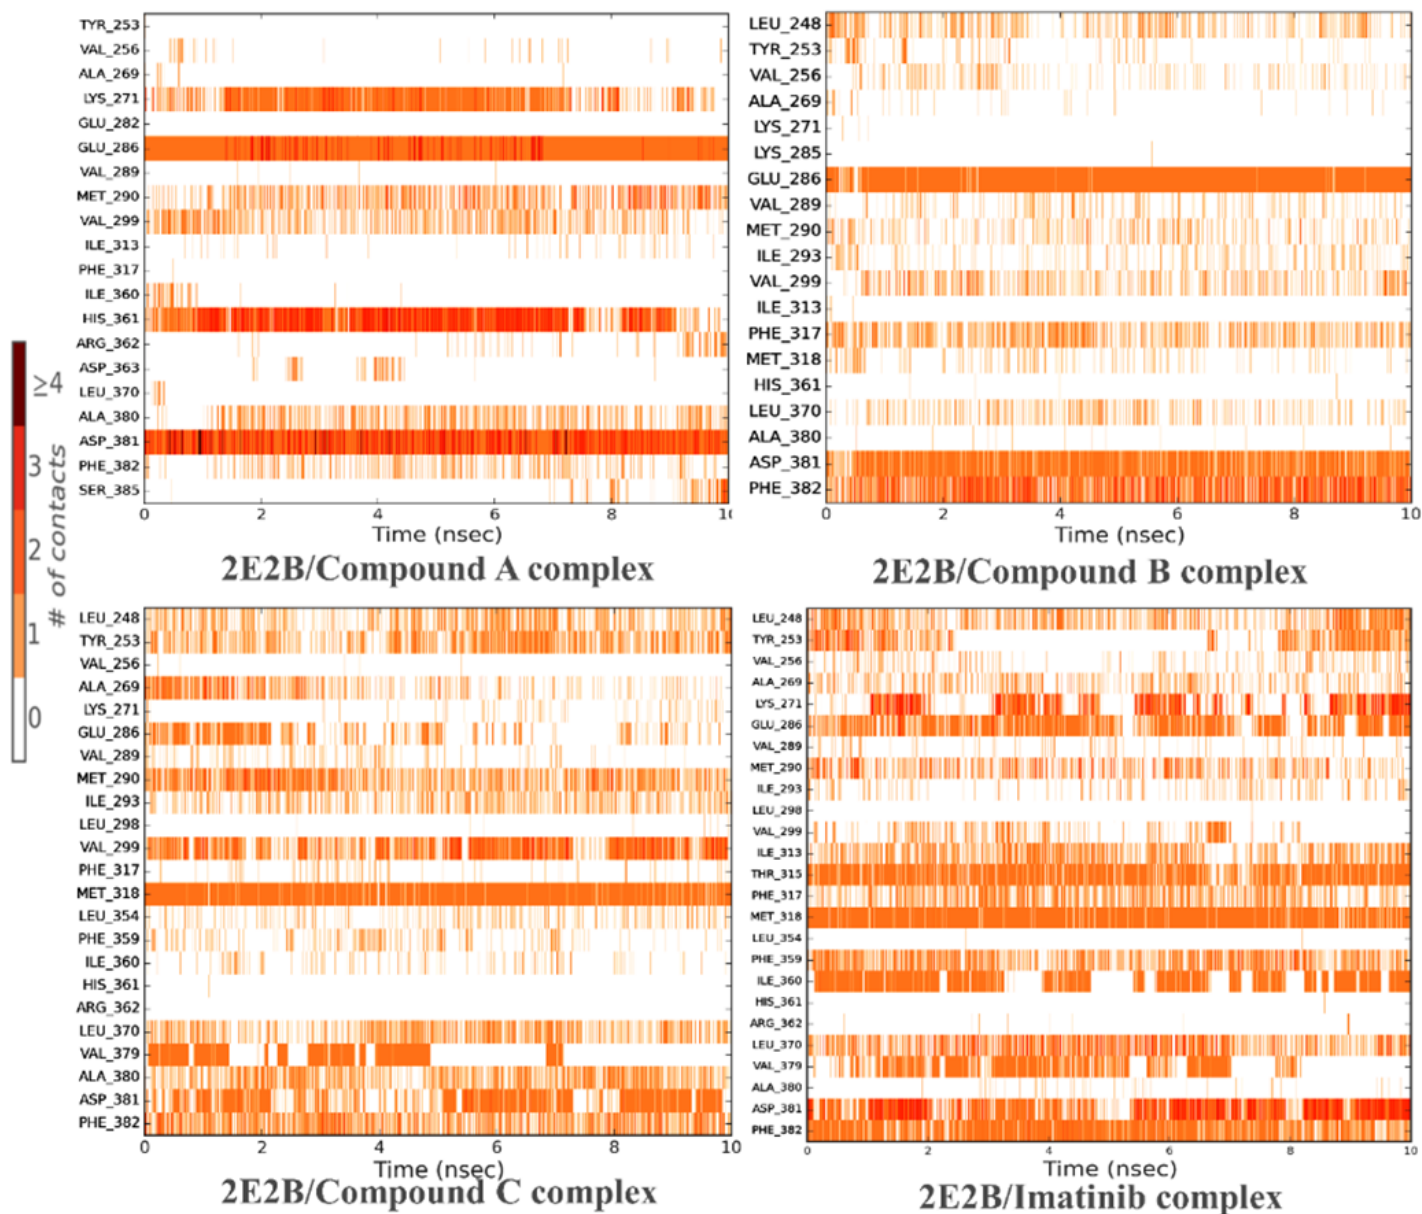 TYR_253
VAL_256
ALA_269
LYS_271
GLU_282
GLU_286
VAL_289
MET_290
VAL_299
ILE_313
PHE_317
ILE_360
HIS_361
ARG_362
ASP_363
LEU_370
ALA_380
ASP_381
PHE_382
SER_385
0 2 4 6 8 10
Time (nsec)
2E2B/Compound A complex
LEU_248
TYR_253
VAL_256
ALA_269
LYS_271
LYS_285
GLU_286
VAL_289
MET_290
ILE_293
VAL_299
ILE_313
PHE_317
MET_318
HIS_361
LEU_370
ALA_380
ASP_381
PHE_382
0 2 4 6 8 10
Time (nsec)
2E2B/Compound B complex
≥4
3
2
1
0
# of contacts
LEU_248
TYR_253
VAL_256
ALA_269
LYS_271
GLU_286
VAL_289
MET_290
ILE_293
LEU_298
VAL_299
PHE_317
MET_318
LEU_354
PHE_359
ILE_360
HIS_361
ARG_362
LEU_370
VAL_379
ALA_380
ASP_381
PHE_382
0 2 4 6 8 10
Time (nsec)
2E2B/Compound C complex
LEU_248
TYR_253
VAL_256
ALA_269
LYS_271
GLU_286
VAL_289
MET_290
ILE_293
LEU_298
VAL_299
ILE_313
THR_315
PHE_317
MET_318
LEU_354
PHE_359
ILE_360
HIS_361
ARG_362
LEU_370
VAL_379
ALA_380
ASP_381
PHE_382
0 2 4 6 8 10
Time (nsec)
2E2B/Imatinib complex